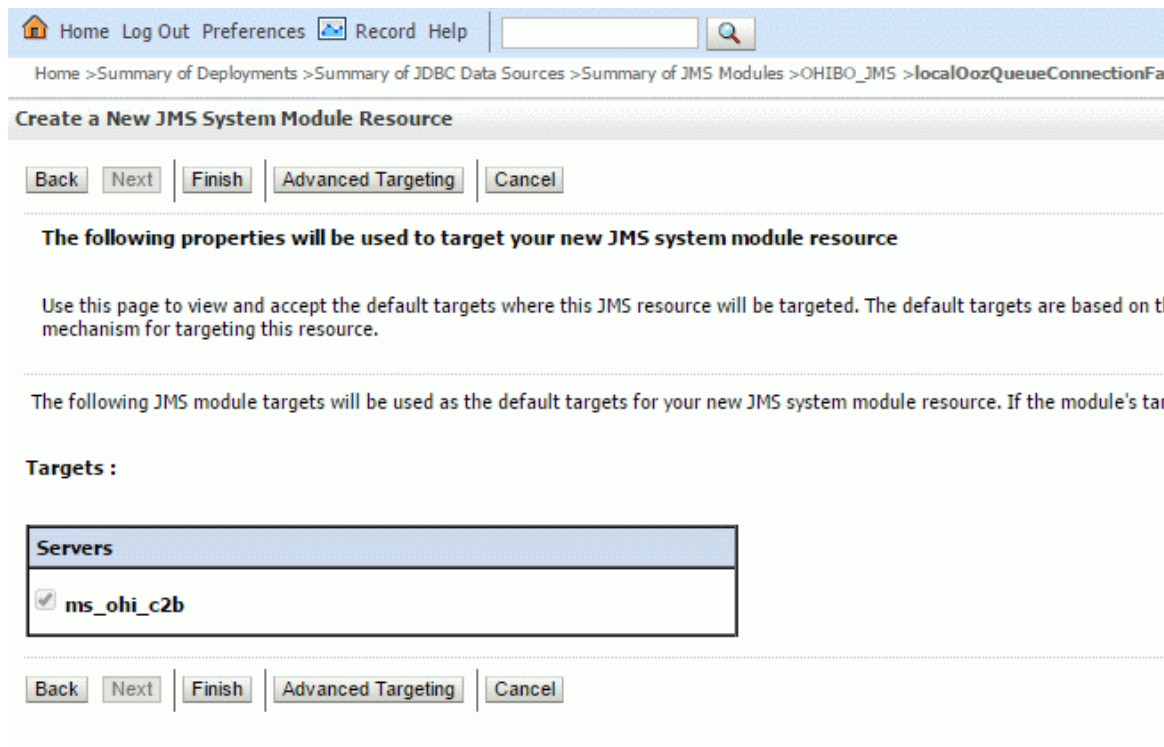 Home Log Out Preferences Record Help
Home >Summary of Deployments >Summary of JDBC Data Sources >Summary of JMS Modules >OHIBO_JMS >localOozQueueConnectionFa
Create a New JMS System Module Resource
Back Next Finish Advanced Targeting Cancel
The following properties will be used to target your new JMS system module resource
Use this page to view and accept the default targets where this JMS resource will be targeted. The default targets are based on
mechanism for targeting this resource.
The following JMS module targets will be used as the default targets for your new JMS system module resource. If the module's
Targets :
Servers
ms_ohi_c2b
Back Next Finish Advanced Targeting Cancel